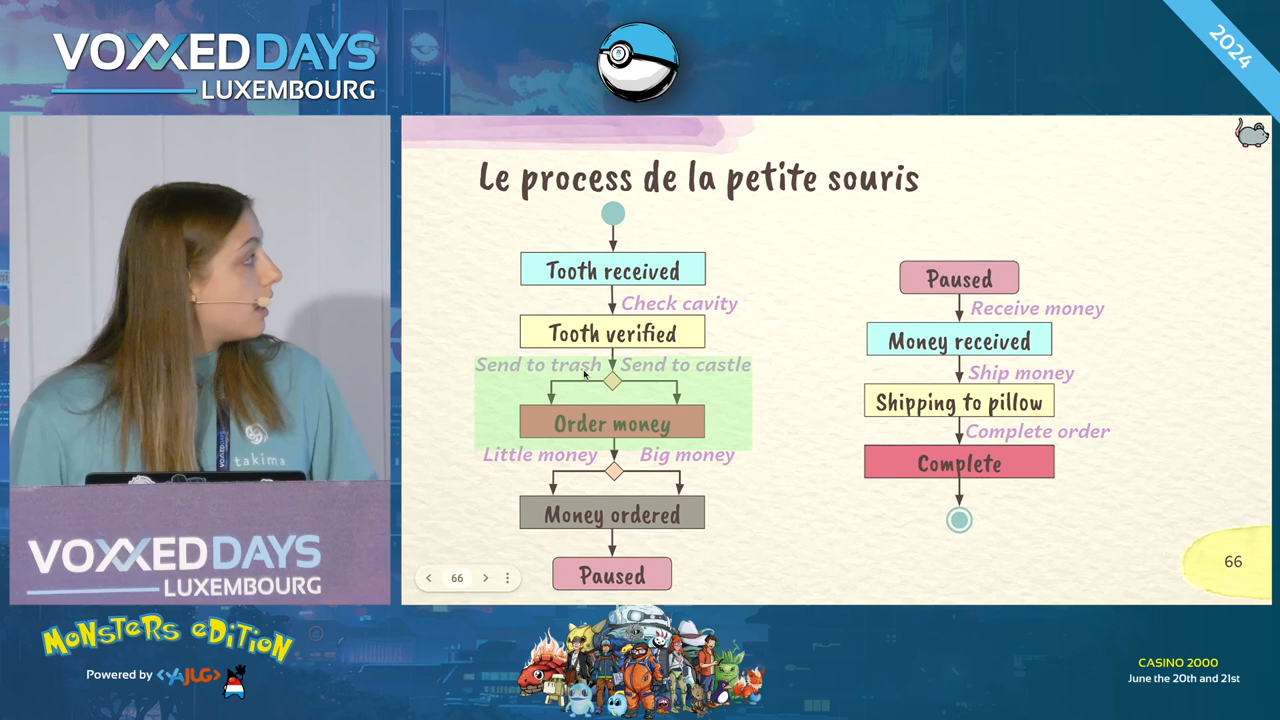 VOXXED DAYS
LUXEMBOURG
2024
Le process de la petite souris
Tooth received
Check cavity
Tooth verified
Send to trash
Send to castle
Order money
Little money
Big money
Money ordered
Paused
66
Paused
Receive money
Money received
Ship money
Shipping to pillow
Complete order
Complete
66
takima
VOXXED DAYS
LUXEMBOURG
MONSTERS EDITION
Powered by <YAJUG>
CASINO 2000
June the 20th and 21st